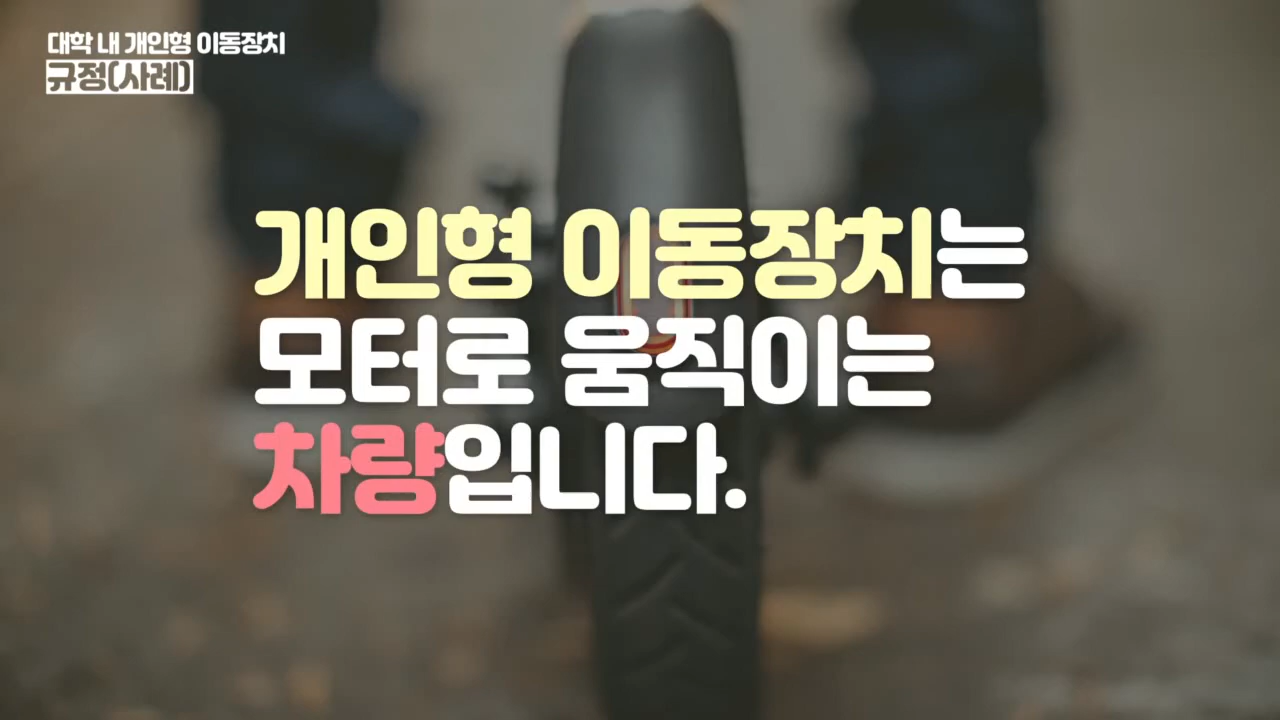 대학 내 개인형 이동장치
규정(사례)
개인형 이동장치는
모터로 움직이는
차량입니다.